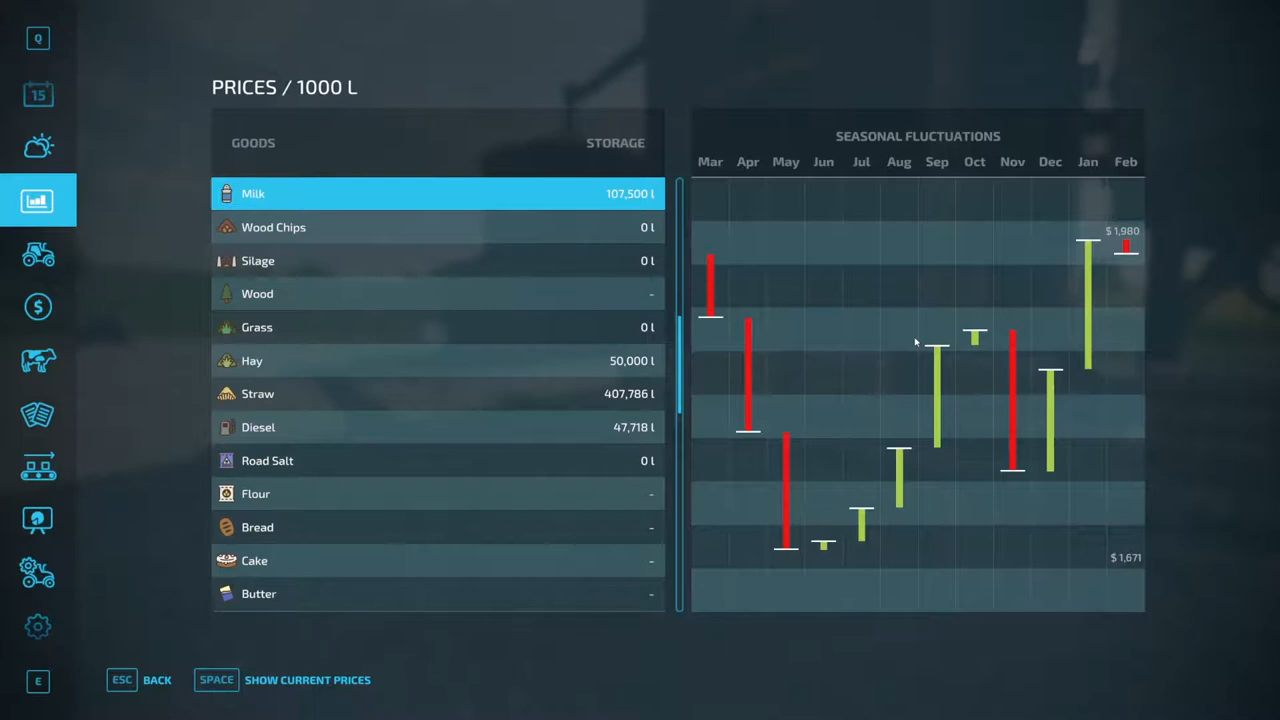 Q
15
PRICES / 1000 L
GOODS STORAGE
Milk 107,500 l
Wood Chips 0 l
Silage 0 l
Wood -
Grass 0 l
Hay 50,000 l
Straw 407,786 l
Diesel 47,718 l
Road Salt 0 l
Flour -
Bread -
Cake -
Butter -
SEASONAL FLUCTUATIONS
Mar Apr May Jun Jul Aug Sep Oct Nov Dec Jan Feb
$ 1,980
$ 1,671
E
ESC BACK SPACE SHOW CURRENT PRICES